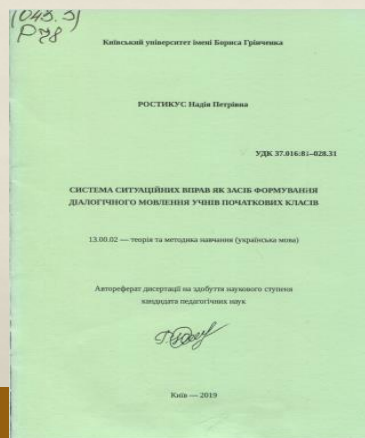 (043.3)
Р78
Київський університет імені Бориса Грінченка
РОСТИКУС Надія Петрівна
УДК 37.016:81–028.31
СИСТЕМА СИТУАЦІЙНИХ ВПРАВ ЯК ЗАСІБ ФОРМУВАННЯ
ДІАЛОГІЧНОГО МОВЛЕННЯ УЧНІВ ПОЧАТКОВИХ КЛАСІВ
13.00.02 — теорія та методика навчання (українська мова)
Автореферат дисертації на здобуття наукового ступеня
кандидата педагогічних наук
Київ — 2019